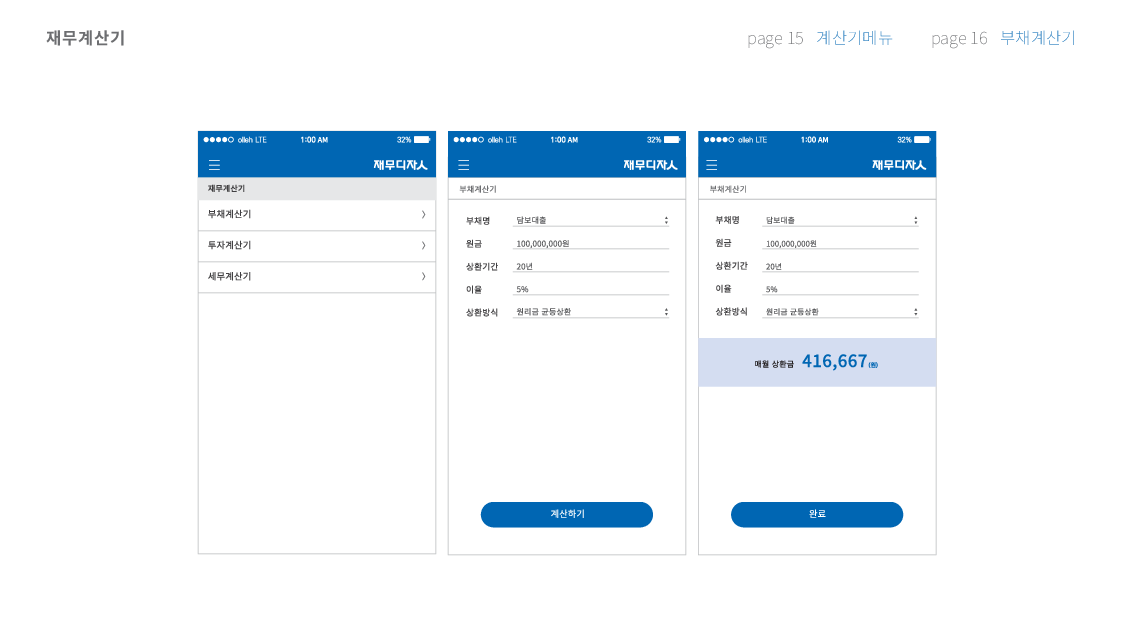 재무계산기
page 15 계산기메뉴 page 16 부채계산기
olleh LTE 1:00 AM 32%
재무디자人
재무계산기
부채계산기
투자계산기
세무계산기
olleh LTE 1:00 AM 32%
재무디자人
부채계산기
부채명 담보대출
원금 100,000,000원
상환기간 20년
이율 5%
상환방식 원리금 균등상환
계산하기
olleh LTE 1:00 AM 32%
재무디자人
부채계산기
부채명 담보대출
원금 100,000,000원
상환기간 20년
이율 5%
상환방식 원리금 균등상환
매월 상환금 416,667(원)
완료